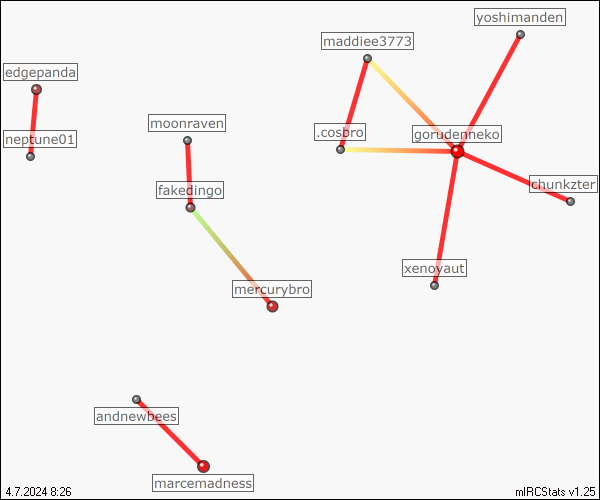 yoshimanden
maddiee3773
edgepanda
moonraven
.cosbro
gorudenneko
neptune01
fakedingo
chunkzter
xenovaut
mercurybro
andnewbees
marcemadness
4.7.2024 8:26
mIRCStats v1.25